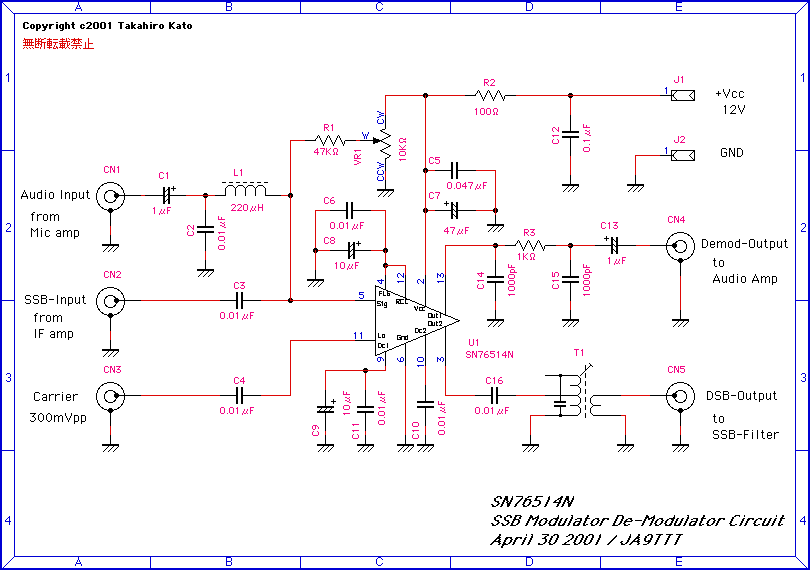 A B C D E
Copyright c2001 Takahiro Kato
無断転載禁止
1 1
R2
100Ω
J1
1
+Vcc
12V
C12
0.1μF
R1
47KΩ
W
VR1
CW
10KΩ
CCW
J2
1
GND
CN1
C1
+
1μF
L1
220μH
Audio Input
from
Mic amp
C2
0.01μF
C5
0.047μF
C7
+
47μF
2 2
C6
0.01μF
C8
+
10μF
R3
1KΩ
C13
+
1μF
CN4
Demod-Output
to
Audio Amp
C14
1000pF
C15
1000pF
CN2
SSB-Input
from
IF amp
C3
0.01μF
4 12 2 13
5
FLb
Sig
RCC
Vcc
Out1
Out2
11
Lo
Dc1
Gnd
Dc2
9 6 10 3
U1
SN76514N
3 3
CN3
Carrier
300mVpp
C4
0.01μF
C9
+
10μF
C11
0.01μF
C10
0.01μF
C16
0.01μF
T1
CN5
DSB-Output
to
SSB-Filter
4 4
SN76514N
SSB Modulator De-Modulator Circuit
April 30 2001 / JA9TTT
A B C D E